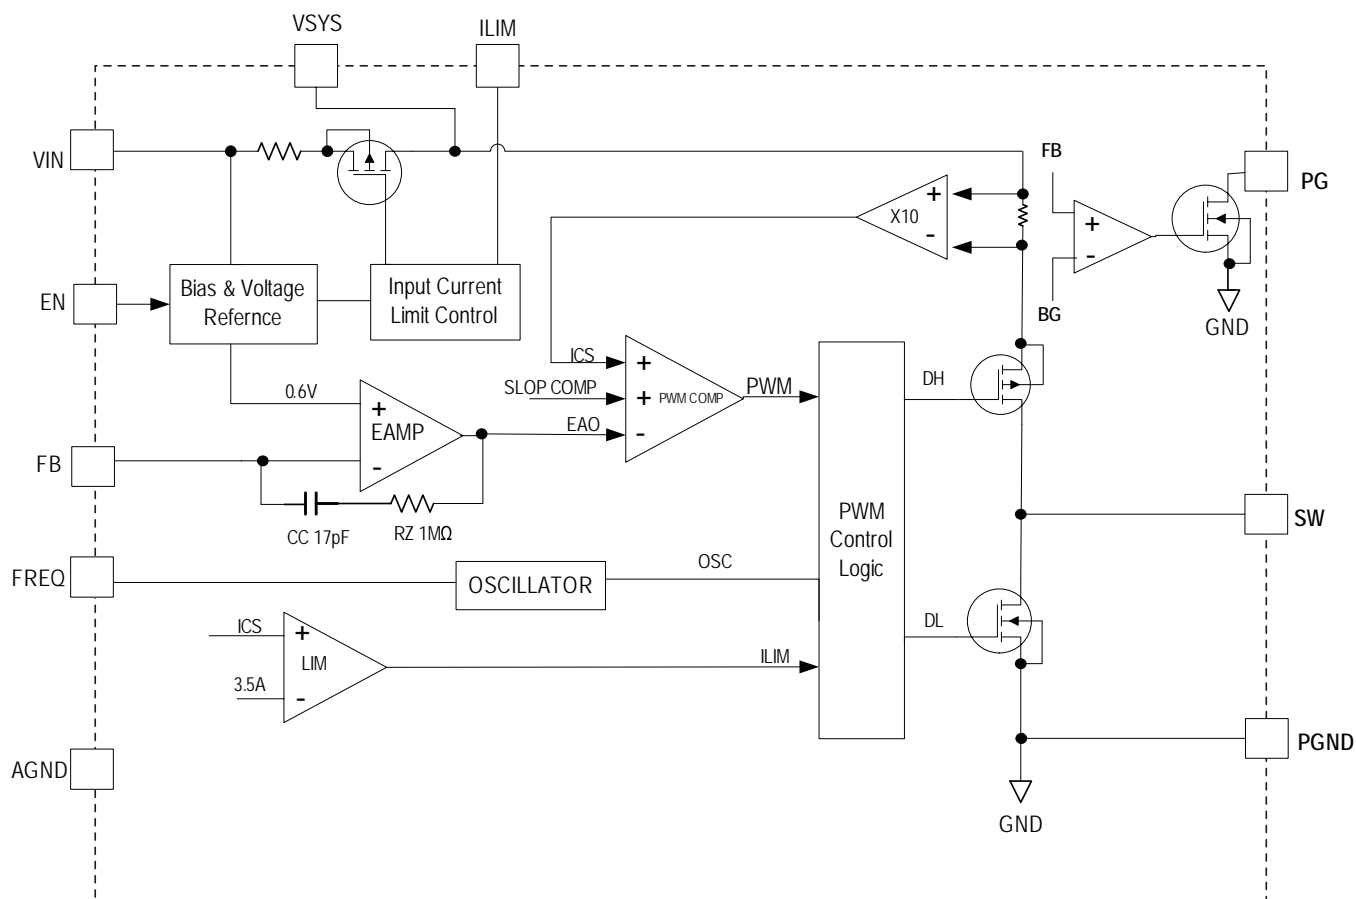 VSYS
ILIM
VIN
FB
PG
X10
+
-
+
-
EN
Bias & Voltage
Refernce
Input Current
Limit Control
BG
GND
ICS
+
SLOP COMP
+
PWM COMP
PWM
DH
0.6V
+
EAMP
-
EAO
-
FB
CC 17pF
RZ 1MΩ
PWM
Control
Logic
SW
FREQ
OSCILLATOR
OSC
ICS
+
LIM
3.5A
-
ILIM
DL
AGND
PGND
GND